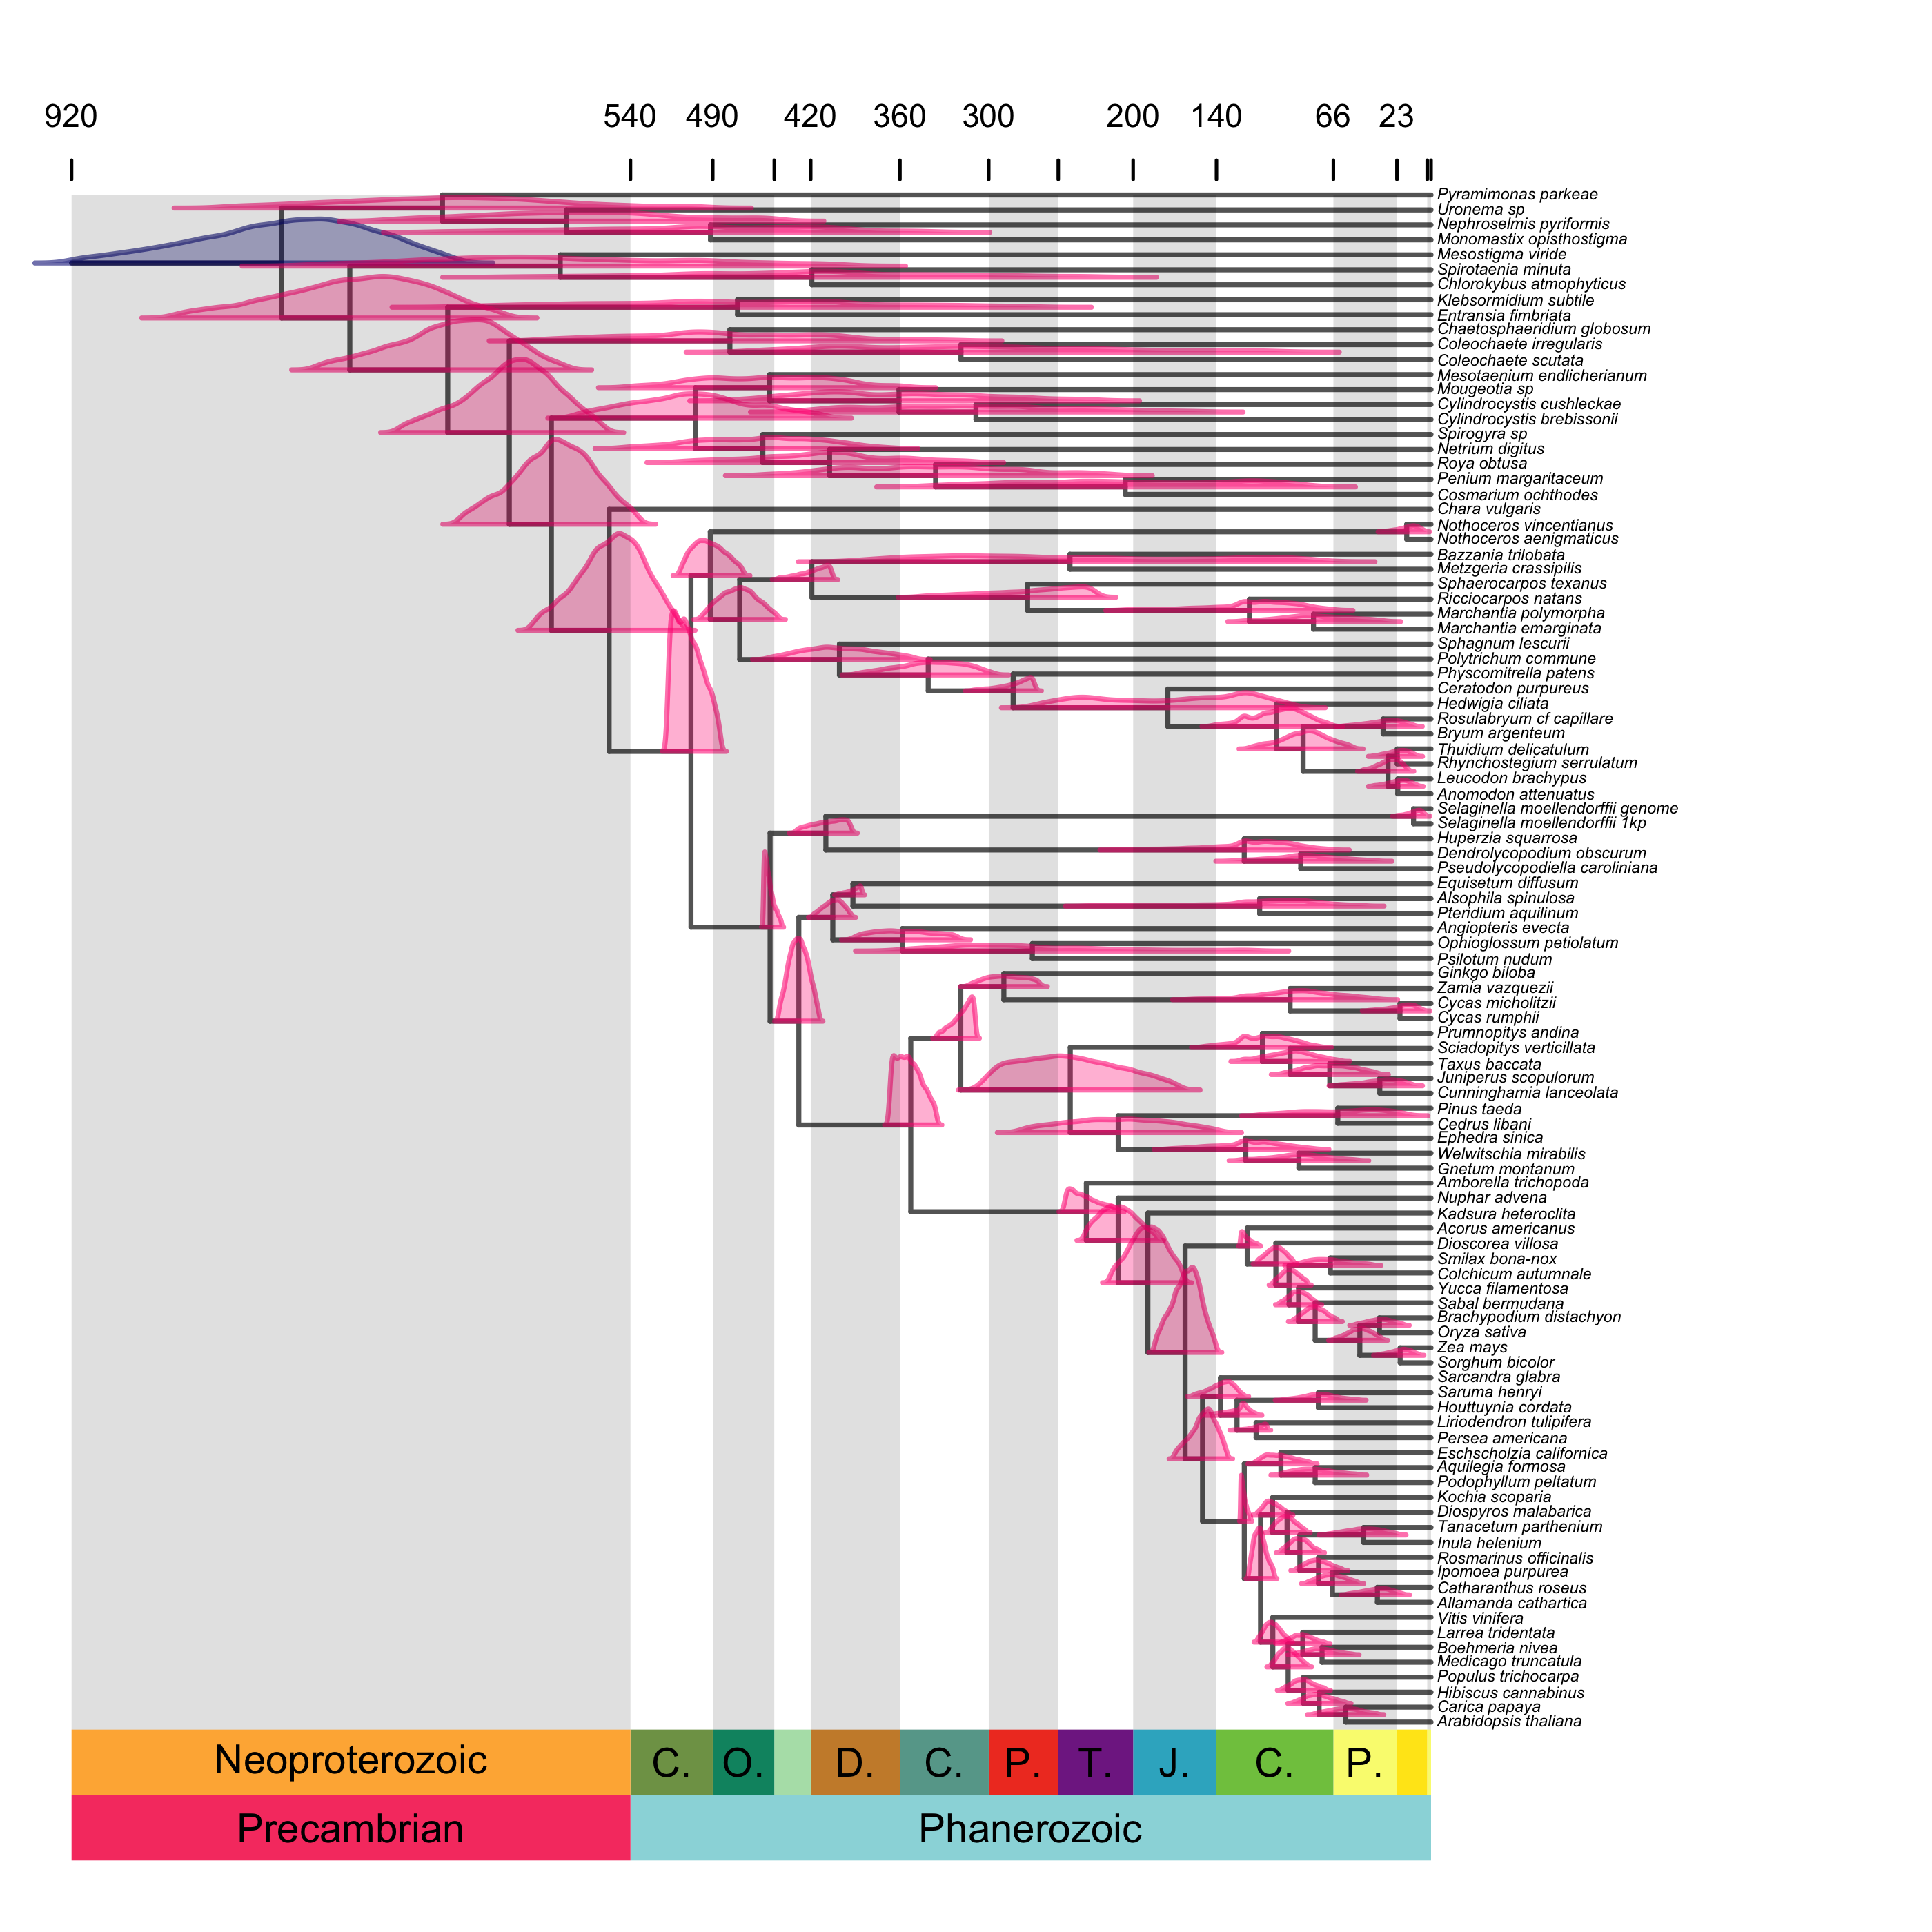 920 540 490 420 360 300 200 140 66 23
Pyramimonas parkeae
Uronema sp
Nephroselmis pyriformis
Monomastix opisthostigma
Mesostigma viride
Spirotaenia minuta
Chlorokybus atmophyticus
Klebsormidium subtile
Entransia fimbriata
Chaetosphaeridium globosum
Coleochaete irregularis
Coleochaete scutata
Mesotaenium endlicherianum
Mougeotia sp
Cylindrocystis cushleckae
Cylindrocystis brebissonii
Spirogyra sp
Netrium digitus
Roya obtusa
Penium margaritaceum
Cosmarium ochthodes
Chara vulgaris
Nothoceros vincentianus
Nothoceros aenigmaticus
Bazzania trilobata
Metzgeria crassipilis
Sphaerocarpos texanus
Ricciocarpos natans
Marchantia polymorpha
Marchantia emarginata
Sphagnum lescurii
Polytrichum commune
Physcomitrella patens
Ceratodon purpureus
Hedwigia ciliata
Rosulabryum cf capillare
Bryum argenteum
Thuidium delicatulum
Rhynchostegium serrulatum
Leucodon brachypus
Anomodon attenuatus
Selaginella moellendorffii genome
Selaginella moellendorffii 1kp
Huperzia squarrosa
Dendrolycopodium obscurum
Pseudolycopodiella caroliniana
Equisetum diffusum
Alsophila spinulosa
Pteridium aquilinum
Angiopteris evecta
Ophioglossum petiolatum
Psilotum nudum
Ginkgo biloba
Zamia vazquezii
Cycas micholitzii
Cycas rumphii
Prumnopitys andina
Sciadopitys verticillata
Taxus baccata
Juniperus scopulorum
Cunninghamia lanceolata
Pinus taeda
Cedrus libani
Ephedra sinica
Welwitschia mirabilis
Gnetum montanum
Amborella trichopoda
Nuphar advena
Kadsura heteroclita
Acorus americanus
Dioscorea villosa
Smilax bona-nox
Colchicum autumnale
Yucca filamentosa
Sabal bermudana
Brachypodium distachyon
Oryza sativa
Zea mays
Sorghum bicolor
Sarcandra glabra
Saruma henryi
Houttuynia cordata
Liriodendron tulipifera
Persea americana
Eschscholzia californica
Aquilegia formosa
Podophyllum peltatum
Kochia scoparia
Diospyros malabarica
Tanacetum parthenium
Inula helenium
Rosmarinus officinalis
Ipomoea purpurea
Catharanthus roseus
Allamanda cathartica
Vitis vinifera
Larrea tridentata
Boehmeria nivea
Medicago truncatula
Populus trichocarpa
Hibiscus cannabinus
Carica papaya
Arabidopsis thaliana
Neoproterozoic C. O. D. C. P. T. J. C. P.
Precambrian Phanerozoic